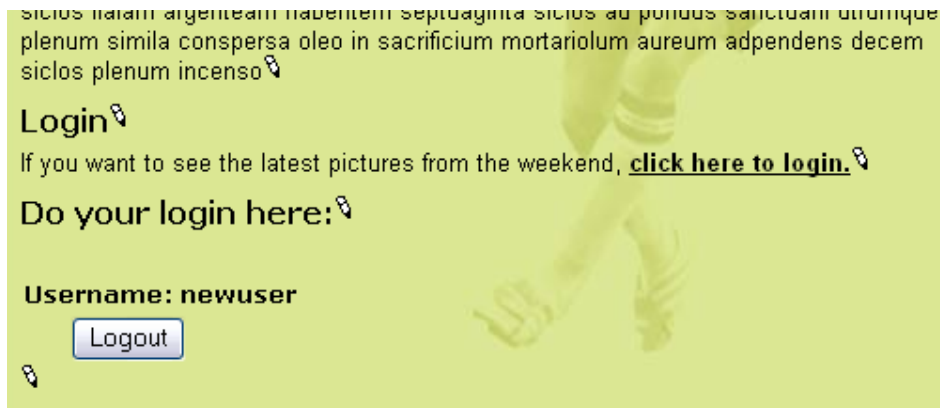 siclos fialam argenteam habentem septuaginta siclos ad pondus sanctuarii utrumque
plenum simila conspersa oleo in sacrificium mortariolum aureum adpendens decem
siclos plenum incenso
Login
If you want to see the latest pictures from the weekend, click here to login.
Do your login here:
Username: newuser
Logout